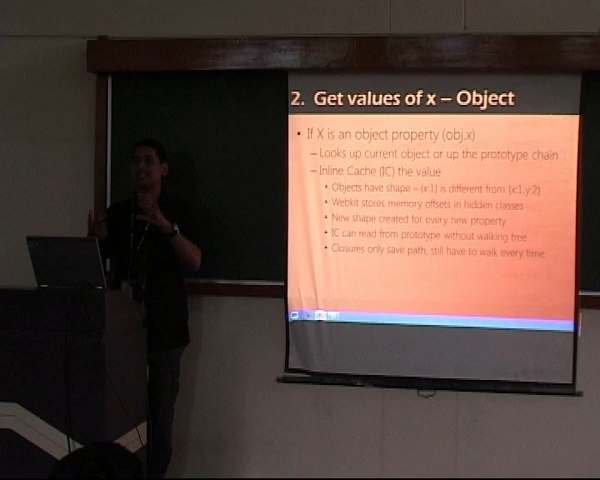 2. Get values of x – Object
• If X is an object property (obj.x)
– Looks up current object or up the prototype chain
– Inline Cache (IC) the value
• Objects have shape – {x:1} is different from {x:1,y:2}
• Webkit stores memory offsets in hidden classes
• New shape created for every new property
• IC can read from prototype without walking tree
• Closures only save path, still have to walk every time.